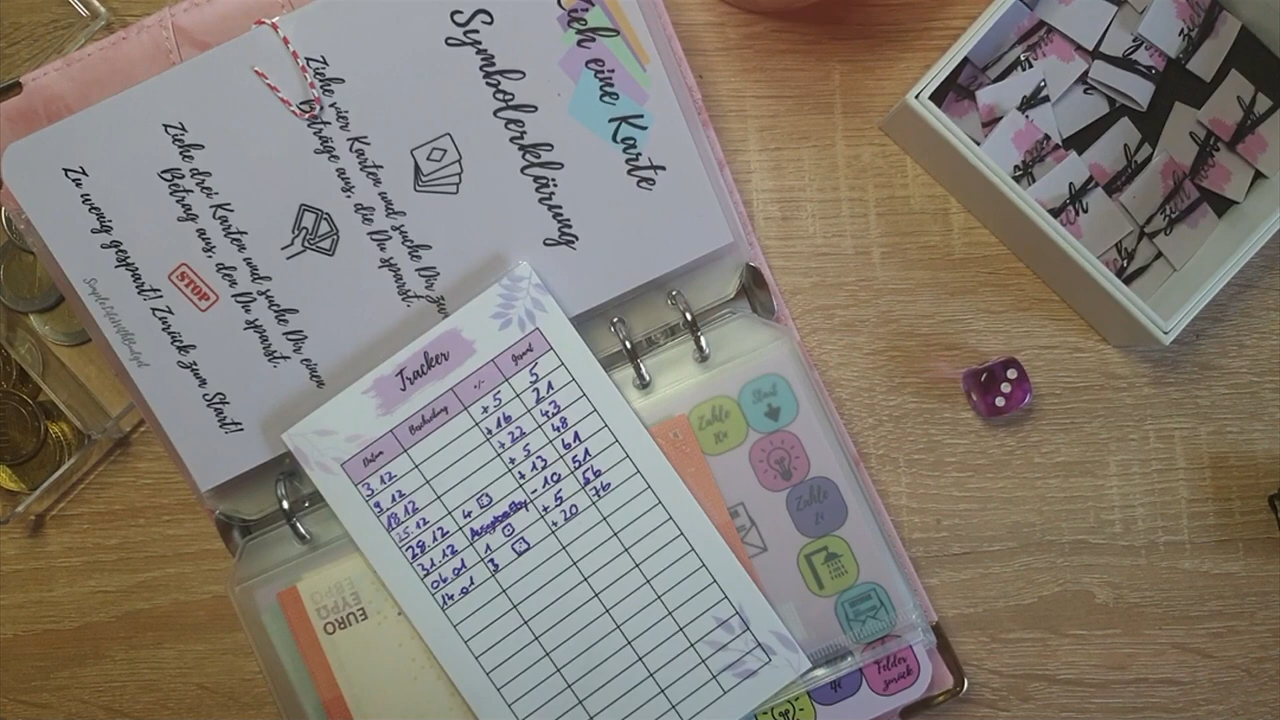 Zieh eine Karte
Symbolerklärung
Ziehe vier Karten und suche Dir zwei
Beträge aus, die Du sparst.
Ziehe drei Karten und suche Dir einen
Betrag aus, den Du sparst.
STOP
Zu wenig gespart! Zurück zum Start!
Tracker
Datum Beschreibung +/- Gesamt
3.12 +5 5
9.12 +16 21
18.12 +22 43
25.12 +5 48
28.12 4 +13 61
31.12 -10 51
06.01 1 +5 56
14.01 3 +20 76
EURO
ΕΥΡΩ
ЕВРО
Start
Zahle
10€
Zahle
2€
4€
Felder
zurück